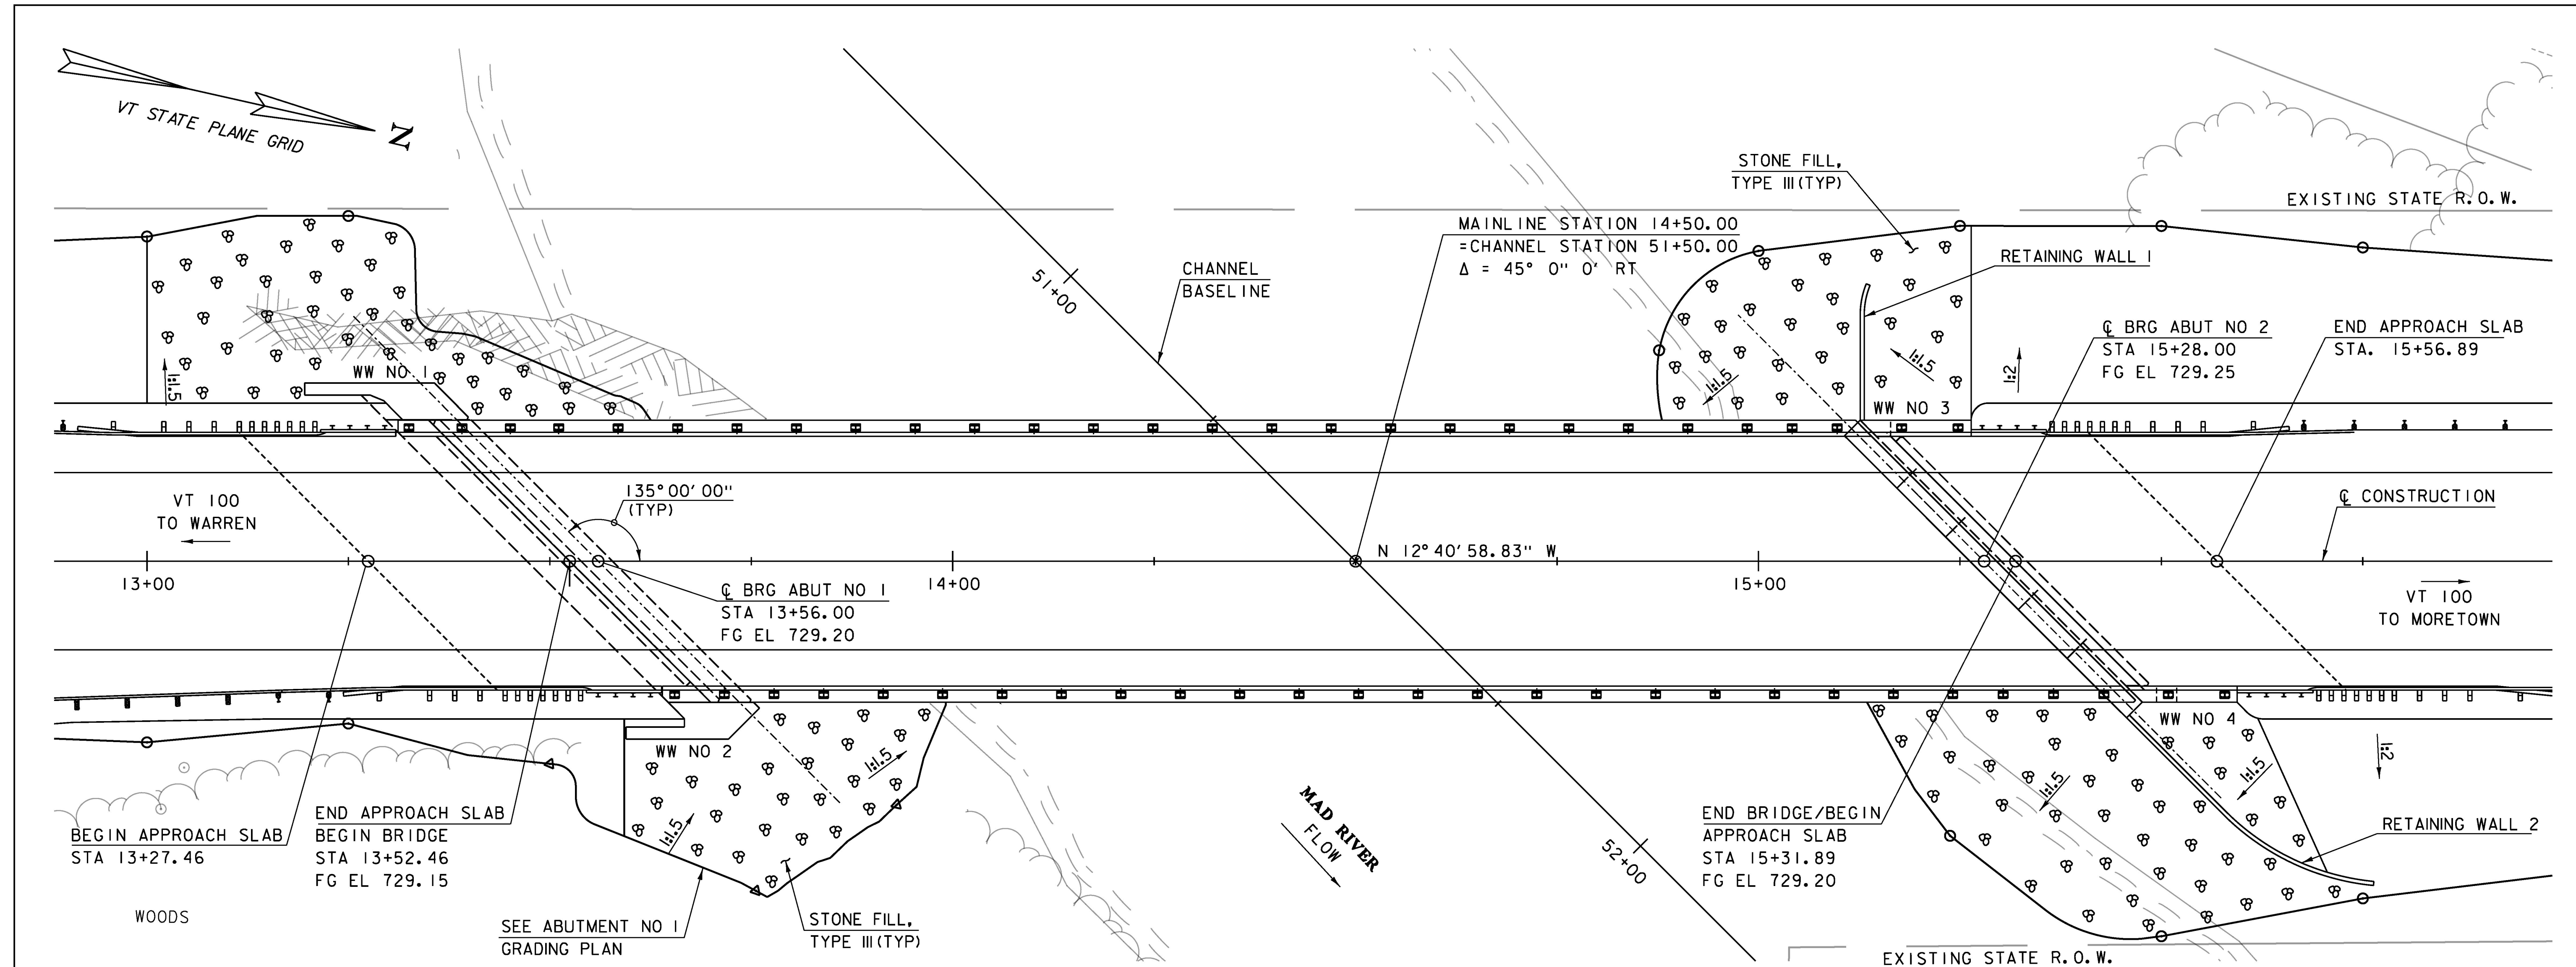 VT STATE PLANE GRID
N
STONE FILL,
TYPE III (TYP)
EXISTING STATE R.O.W.
MAINLINE STATION 14+50.00
=CHANNEL STATION 51+50.00
Δ = 45° 0" 0' RT
RETAINING WALL 1
CHANNEL
BASELINE
51+00
℄ BRG ABUT NO 2
STA 15+28.00
FG EL 729.25
END APPROACH SLAB
STA. 15+56.89
1:1.5
WW NO 1
1:1.5
1:1.5
1:2
WW NO 3
VT 100
TO WARREN
135°00'00"
(TYP)
℄ CONSTRUCTION
N 12°40'58.83" W
13+00
14+00
15+00
℄ BRG ABUT NO 1
STA 13+56.00
FG EL 729.20
VT 100
TO MORETOWN
WW NO 2
1:1.5
1:1.5
WW NO 4
1:1.5
1:1.5
1:2
BEGIN APPROACH SLAB
STA 13+27.46
END APPROACH SLAB
BEGIN BRIDGE
STA 13+52.46
FG EL 729.15
MAD RIVER
FLOW
52+00
END BRIDGE/BEGIN
APPROACH SLAB
STA 15+31.89
FG EL 729.20
RETAINING WALL 2
WOODS
SEE ABUTMENT NO 1
GRADING PLAN
STONE FILL,
TYPE III (TYP)
EXISTING STATE R.O.W.